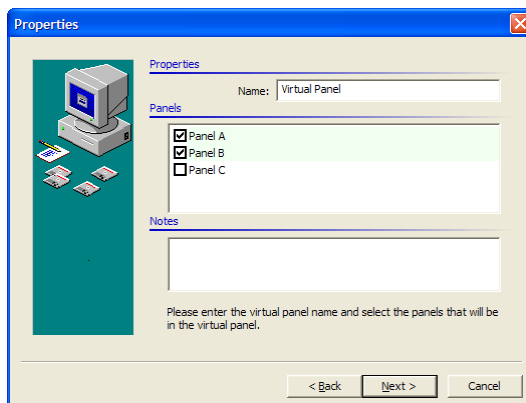 Properties
Properties
Name: Virtual Panel
Panels
Panel A
Panel B
Panel C
Notes
Please enter the virtual panel name and select the panels that will be
in the virtual panel.
< Back Next > Cancel